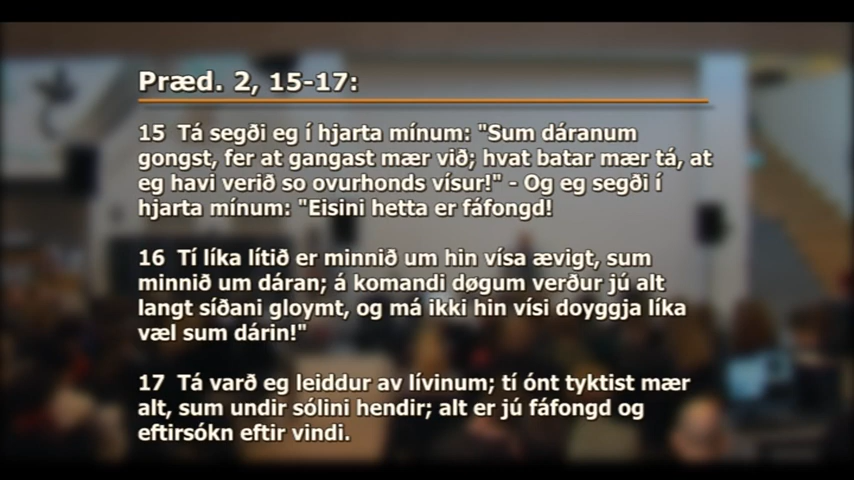 Præd. 2, 15-17:
15 Tá segði eg í hjarta mínum: "Sum dáranum
gongst, fer at gangast mær við; hvat batar mær tá, at
eg havi verið so ovurhonds vísur!" - Og eg segði í
hjarta mínum: "Eisini hetta er fáfongd!
16 Tí líka lítið er minnið um hin vísa ævigt, sum
minnið um dáran; á komandi døgum verður jú alt
langt síðani gloymt, og má ikki hin vísi doyggja líka
væl sum dárin!"
17 Tá varð eg leiddur av lívinum; tí ónt tyktist mær
alt, sum undir sólini hendir; alt er jú fáfongd og
eftirsókn eftir vindi.